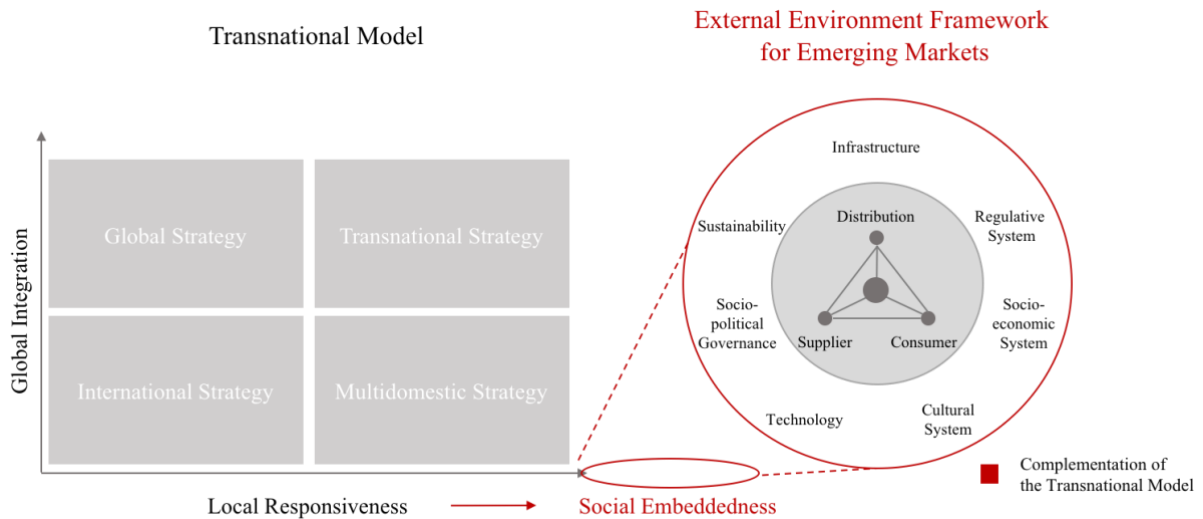 Transnational Model
External Environment Framework
for Emerging Markets
Global Integration
Global Strategy
Transnational Strategy
International Strategy
Multidomestic Strategy
Local Responsiveness
Social Embeddedness
Infrastructure
Sustainability
Distribution
Regulative
System
Socio-
political
Governance
Supplier
Consumer
Socio-
economic
System
Technology
Cultural
System
Complementation of
the Transnational Model